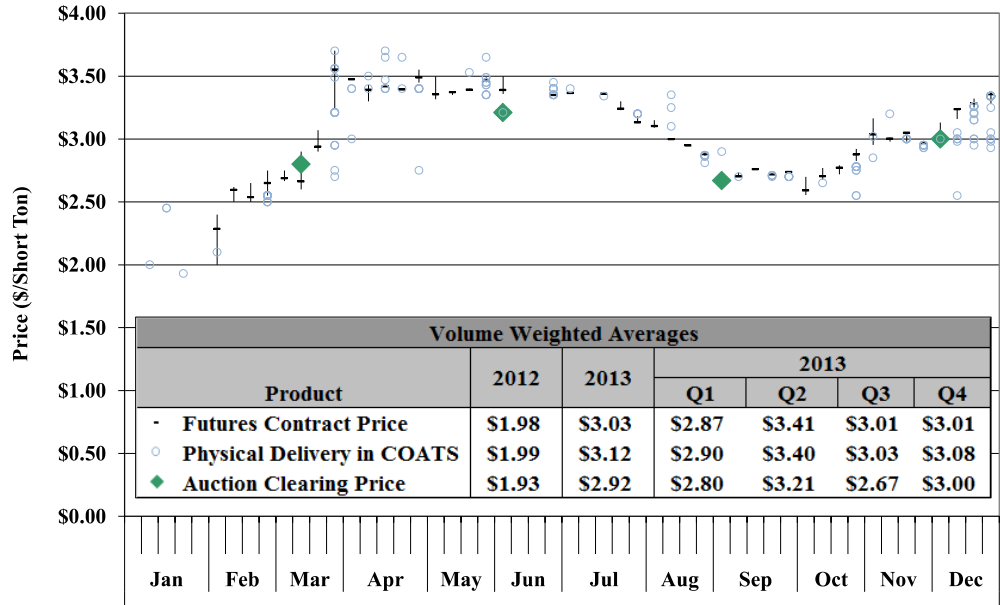 $4.00
$3.50
$3.00
$2.50
$2.00
$1.50
$1.00
$0.50
$0.00
Price ($/Short Ton)
Volume Weighted Averages
Product 2012 2013 2013
Q1 Q2 Q3 Q4
Futures Contract Price $1.98 $3.03 $2.87 $3.41 $3.01 $3.01
Physical Delivery in COATS $1.99 $3.12 $2.90 $3.40 $3.03 $3.08
Auction Clearing Price $1.93 $2.92 $2.80 $3.21 $2.67 $3.00
Jan Feb Mar Apr May Jun Jul Aug Sep Oct Nov Dec